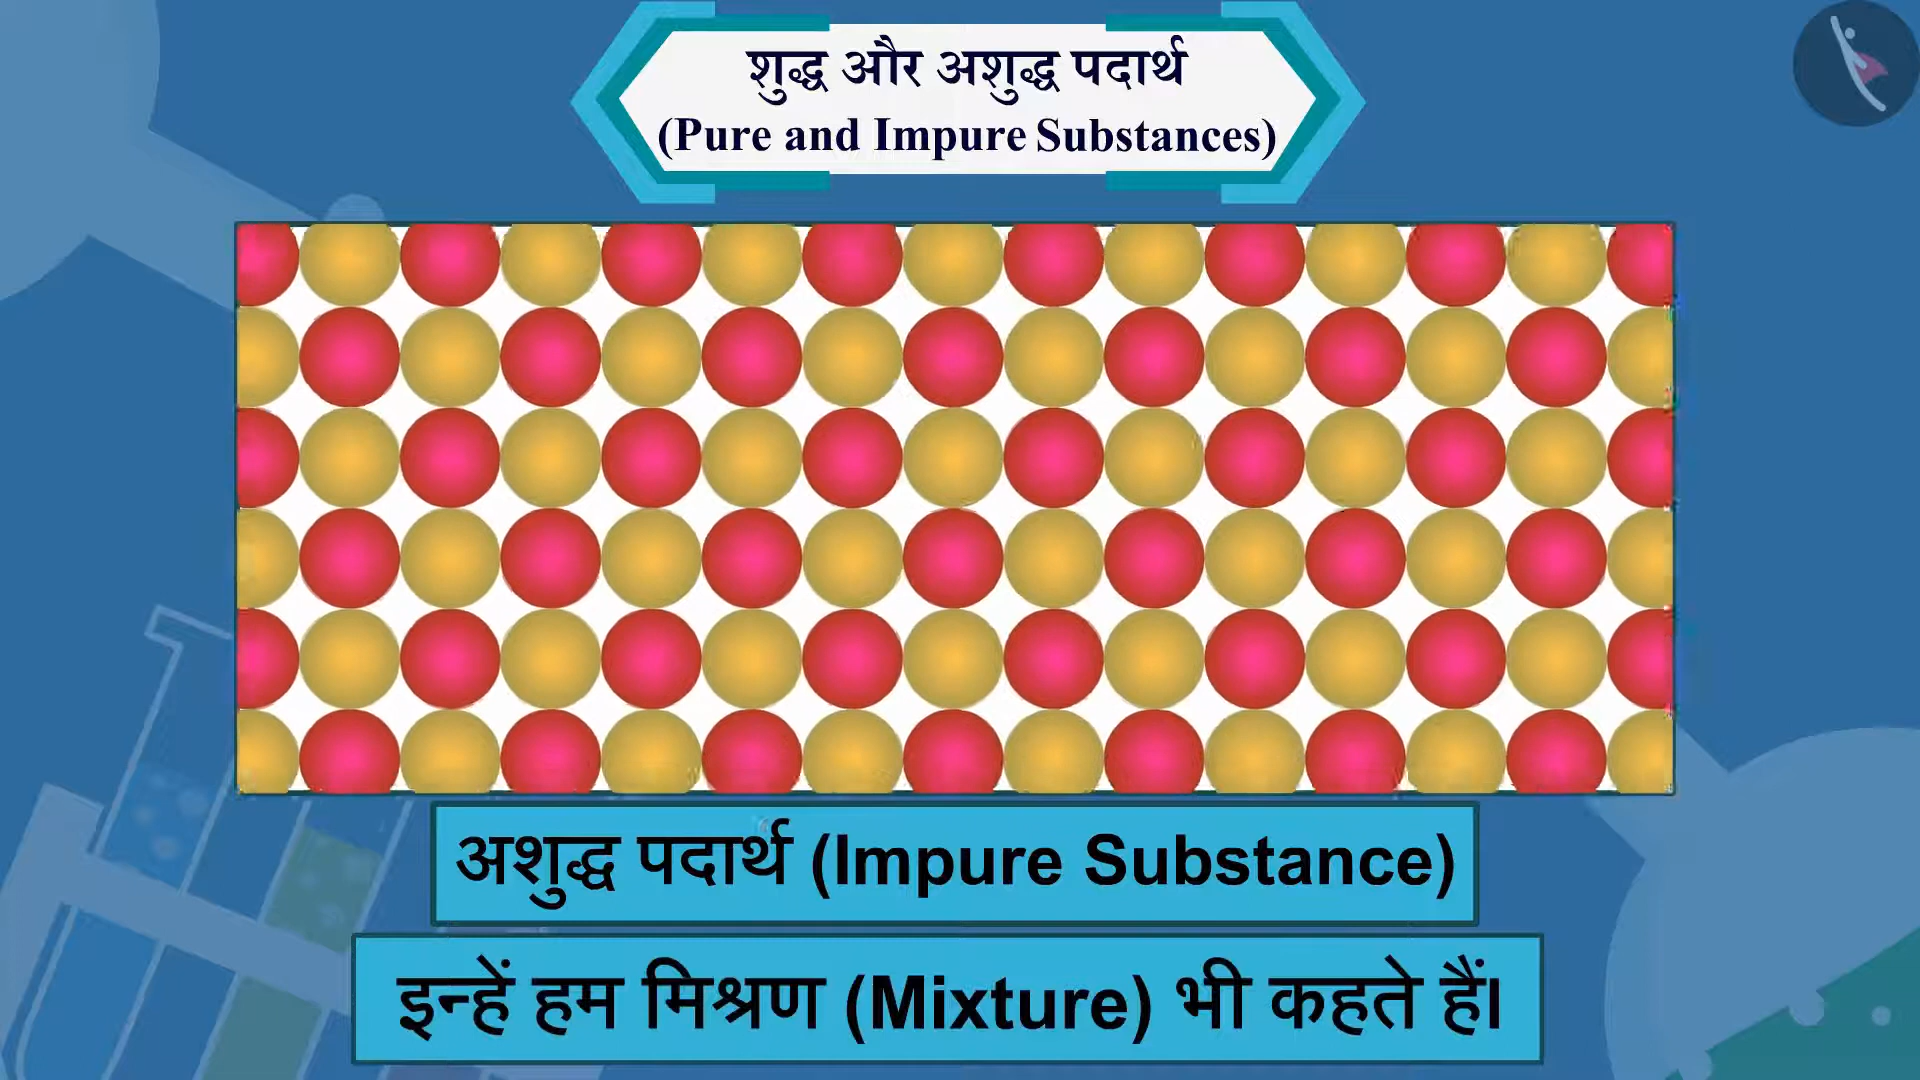 शुद्ध और अशुद्ध पदार्थ
(Pure and Impure Substances)
अशुद्ध पदार्थ (Impure Substance)
इन्हें हम मिश्रण (Mixture) भी कहते हैं।